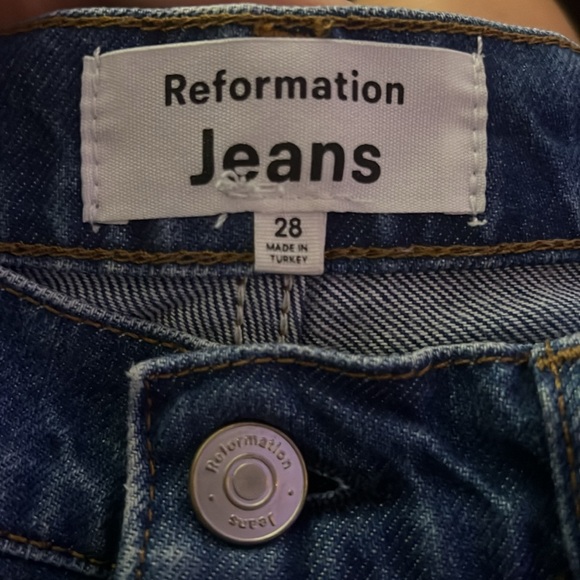 Reformation
Jeans
28
MADE IN
TURKEY
Reformation
Jeans